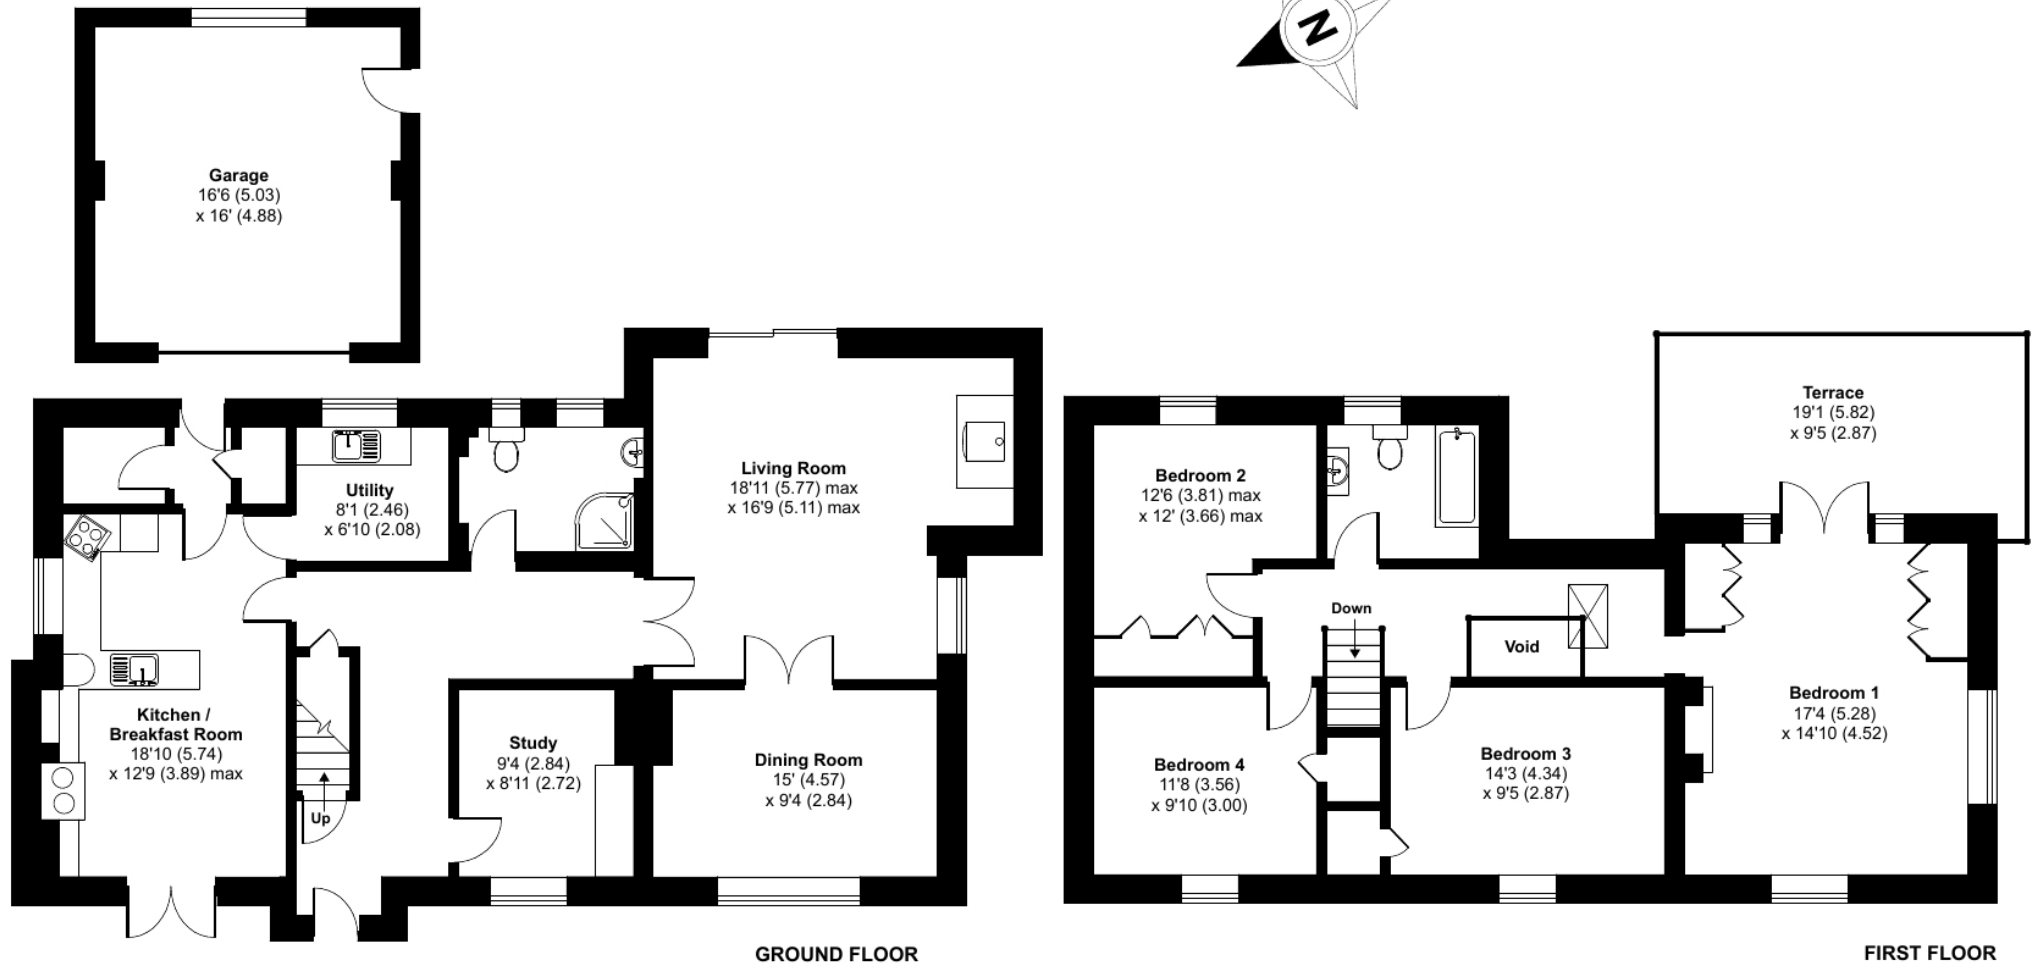 N
Garage
16'6 (5.03)
x 16' (4.88)
Living Room
18'11 (5.77) max
x 16'9 (5.11) max
Utility
8'1 (2.46)
x 6'10 (2.08)
Kitchen /
Breakfast Room
18'10 (5.74)
x 12'9 (3.89) max
Up
Study
9'4 (2.84)
x 8'11 (2.72)
Dining Room
15' (4.57)
x 9'4 (2.84)
GROUND FLOOR
Terrace
19'1 (5.82)
x 9'5 (2.87)
Bedroom 2
12'6 (3.81) max
x 12' (3.66) max
Down
Void
Bedroom 1
17'4 (5.28)
x 14'10 (4.52)
Bedroom 4
11'8 (3.56)
x 9'10 (3.00)
Bedroom 3
14'3 (4.34)
x 9'5 (2.87)
FIRST FLOOR